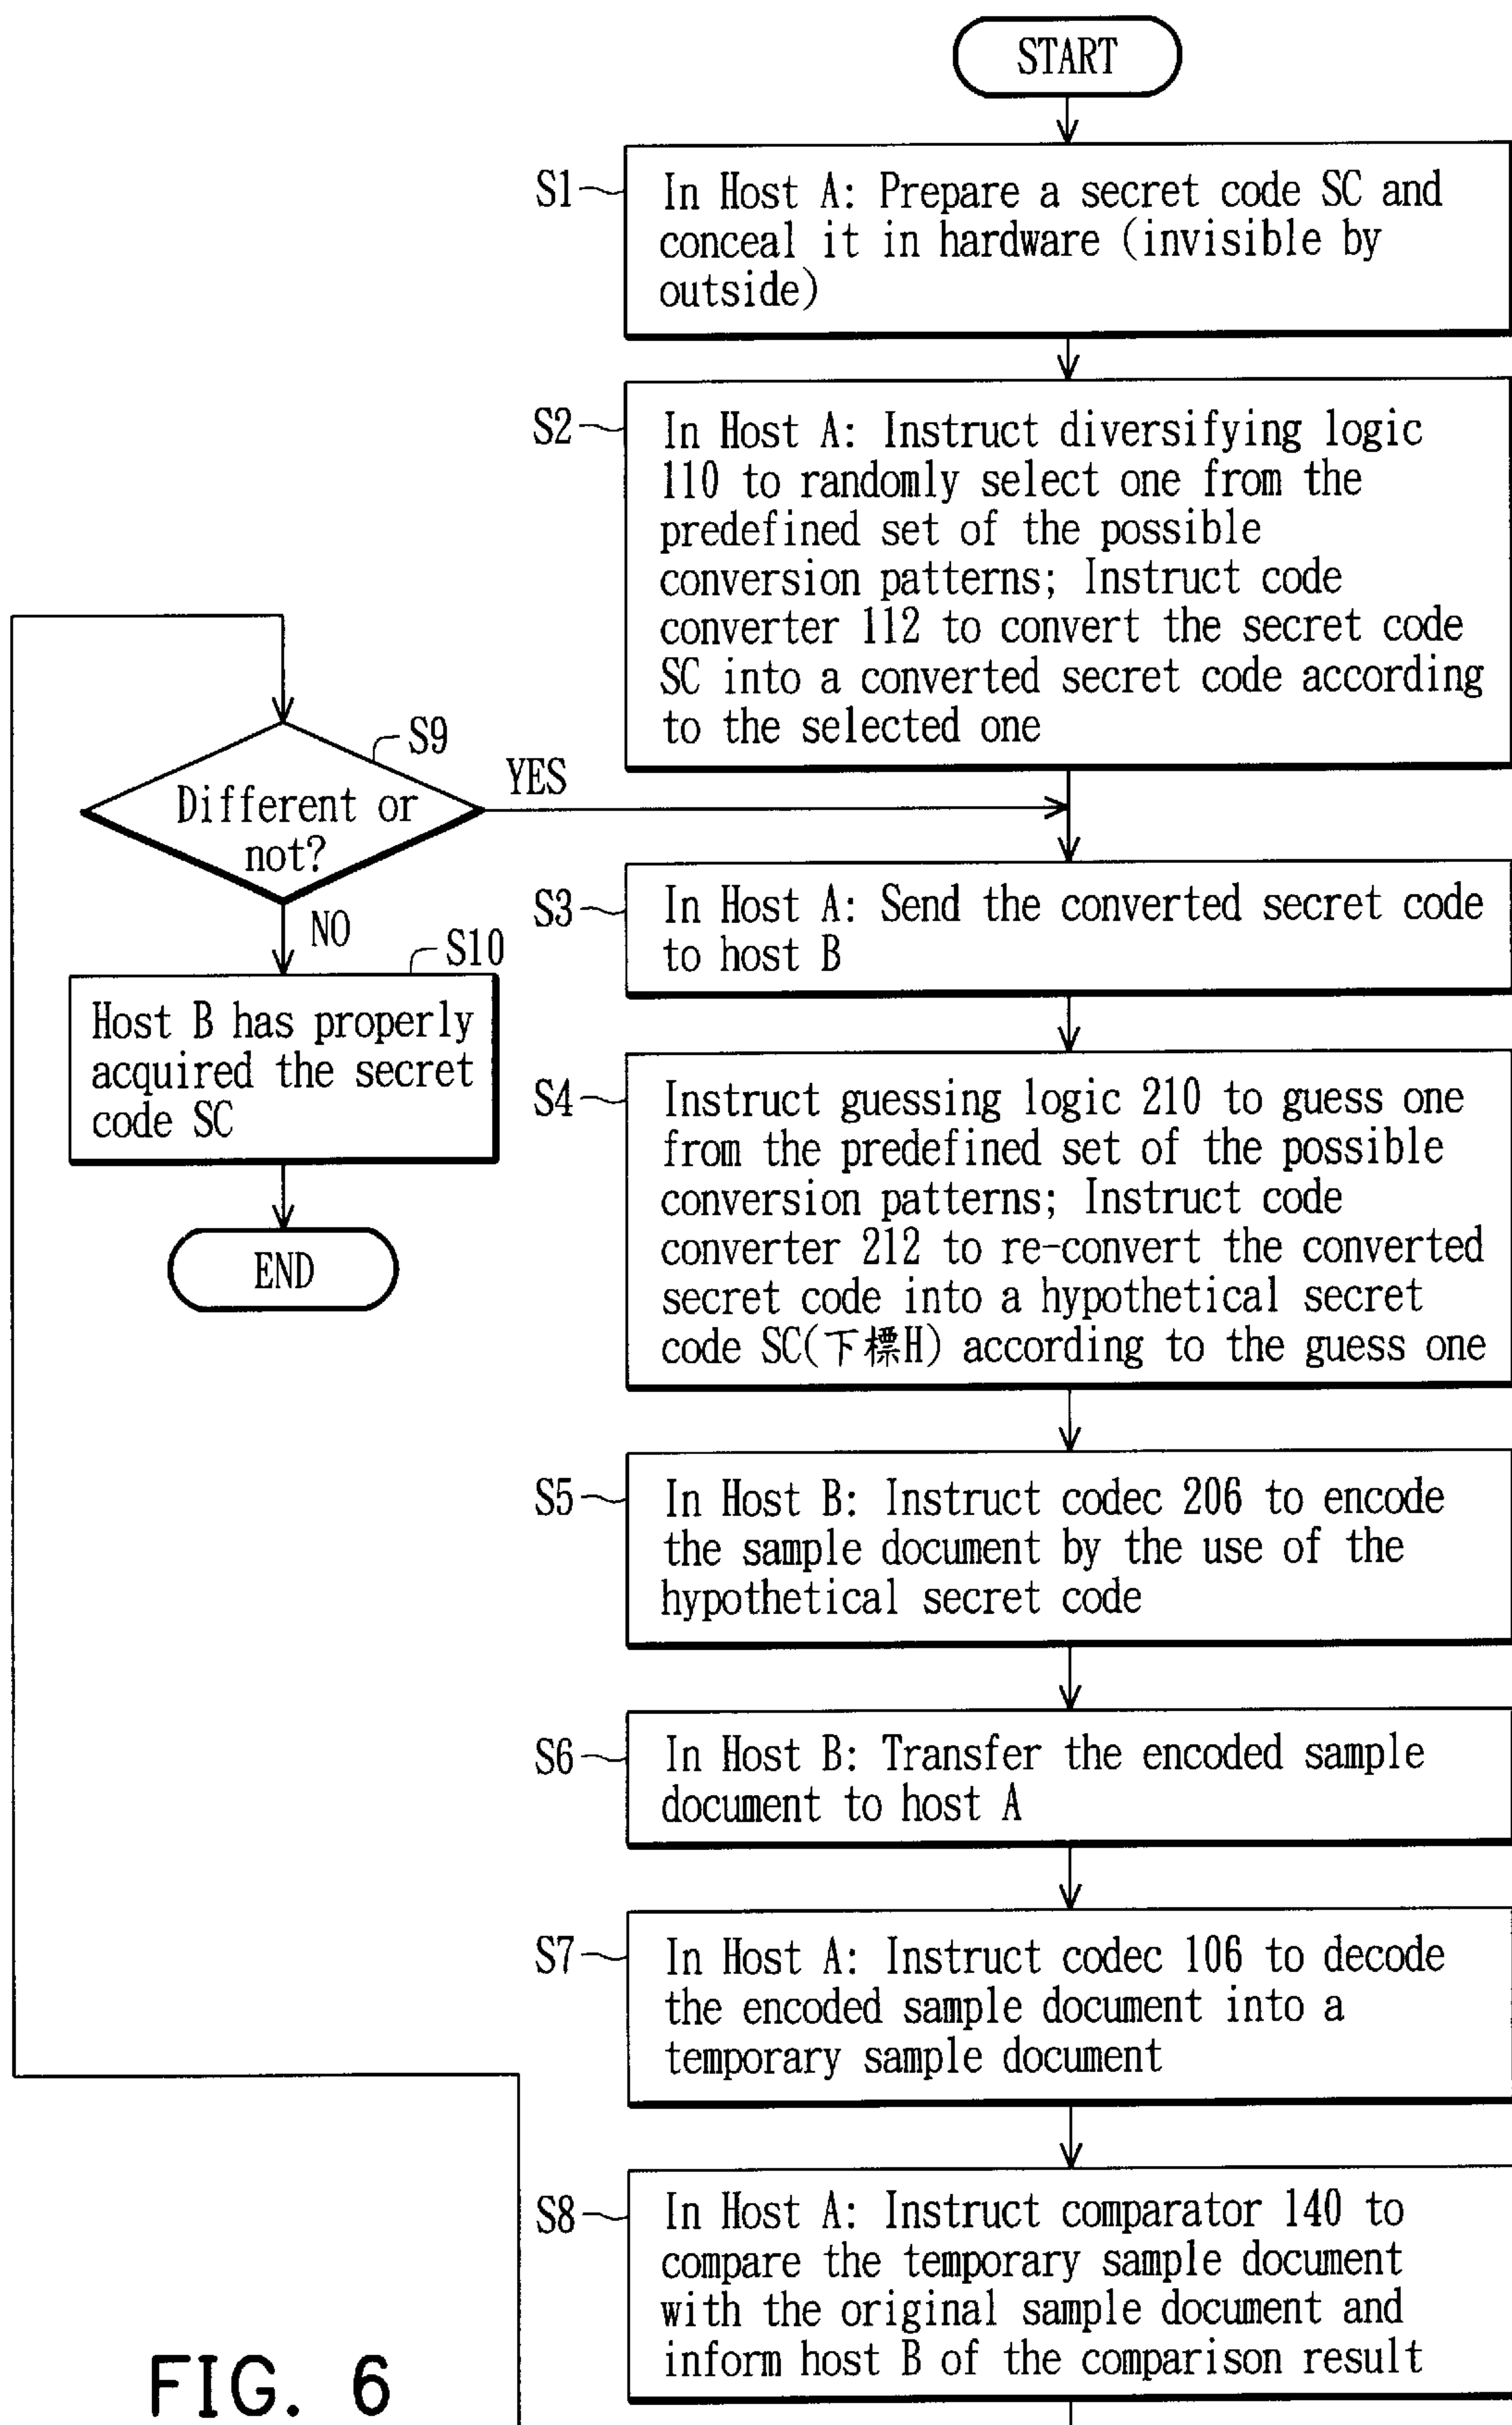 START
S1
In Host A: Prepare a secret code SC and
conceal it in hardware (invisible by
outside)
S2
In Host A: Instruct diversifying logic
110 to randomly select one from the
predefined set of the possible
conversion patterns; Instruct code
converter 112 to convert the secret code
SC into a converted secret code according
to the selected one
S3
In Host A: Send the converted secret code
to host B
S4
Instruct guessing logic 210 to guess one
from the predefined set of the possible
conversion patterns; Instruct code
converter 212 to re-convert the converted
secret code into a hypothetical secret
code SC(下標H) according to the guess one
S5
In Host B: Instruct codec 206 to encode
the sample document by the use of the
hypothetical secret code
S6
In Host B: Transfer the encoded sample
document to host A
S7
In Host A: Instruct codec 106 to decode
the encoded sample document into a
temporary sample document
S8
In Host A: Instruct comparator 140 to
compare the temporary sample document
with the original sample document and
inform host B of the comparison result
S9
Different or
not?
YES
NO
S10
Host B has properly
acquired the secret
code SC
END
FIG. 6